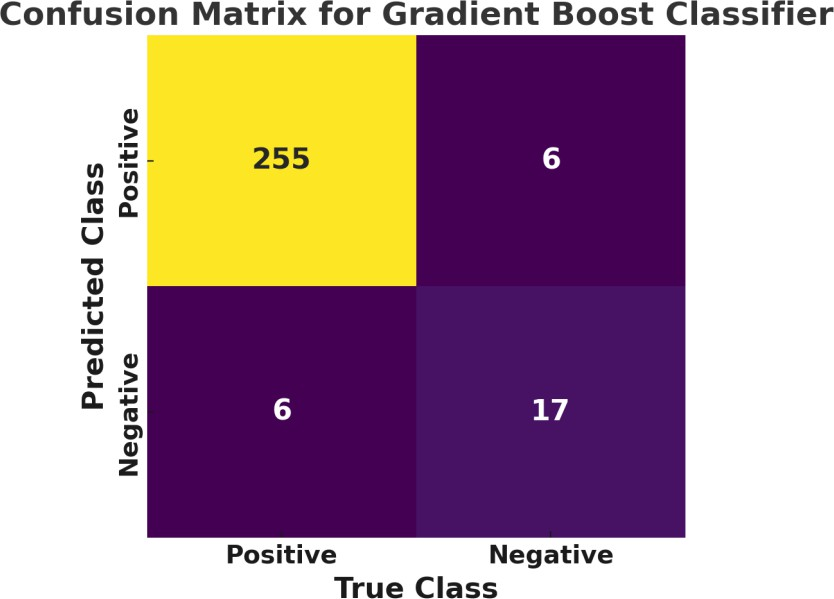 Confusion Matrix for Gradient Boost Classifier
Predicted Class
Positive
255
6
Negative
6
17
Positive
Negative
True Class